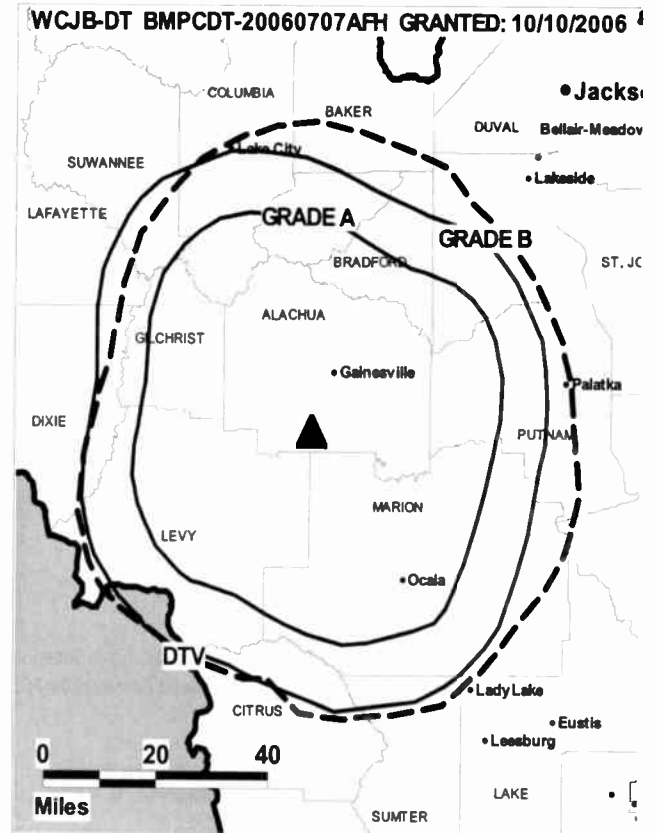 WCJB-DT BMPCDT-20060707AFH GRANTED: 10/10/2006
COLUMBIA
Jacks
BAKER
DUVAL
Bellair-Meadow
Lake City
SUWANNEE
Lakeside
LAFAYETTE
GRADE A
GRADE B
BRADFORD
ST. JO
ALACHUA
GILCHRIST
Gainesville
Palatka
DIXIE
PUTNAM
MARION
LEVY
Ocala
DTV
Lady Lake
CITRUS
Eustis
Leesburg
0 20 40
Miles
LAKE
SUMTER